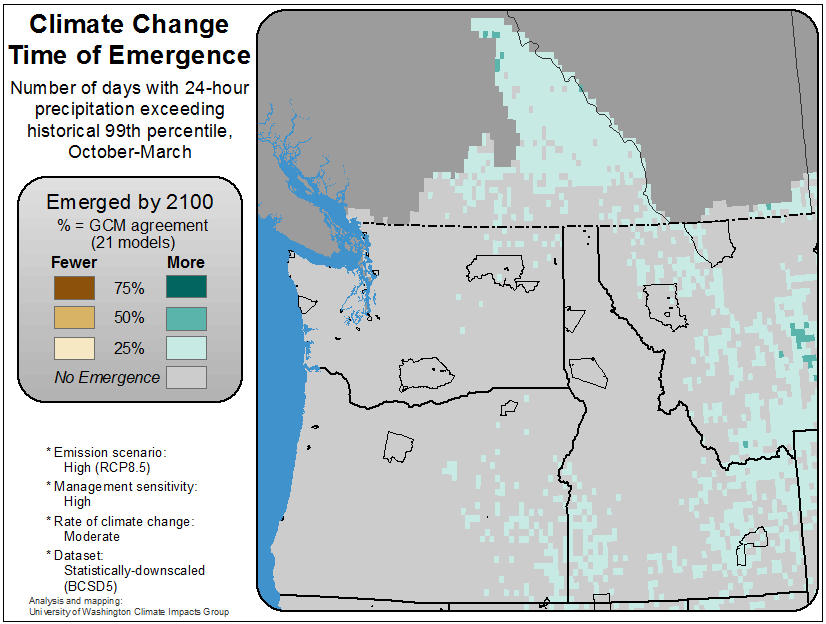 Climate Change
Time of Emergence
Number of days with 24-hour
precipitation exceeding
historical 99th percentile,
October-March
Emerged by 2100
% = GCM agreement
(21 models)
Fewer More
75%
50%
25%
No Emergence
* Emission scenario:
High (RCP8.5)
* Management sensitivity:
High
* Rate of climate change:
Moderate
* Dataset:
Statistically-downscaled
(BCSD5)
Analysis and mapping:
University of Washington Climate Impacts Group